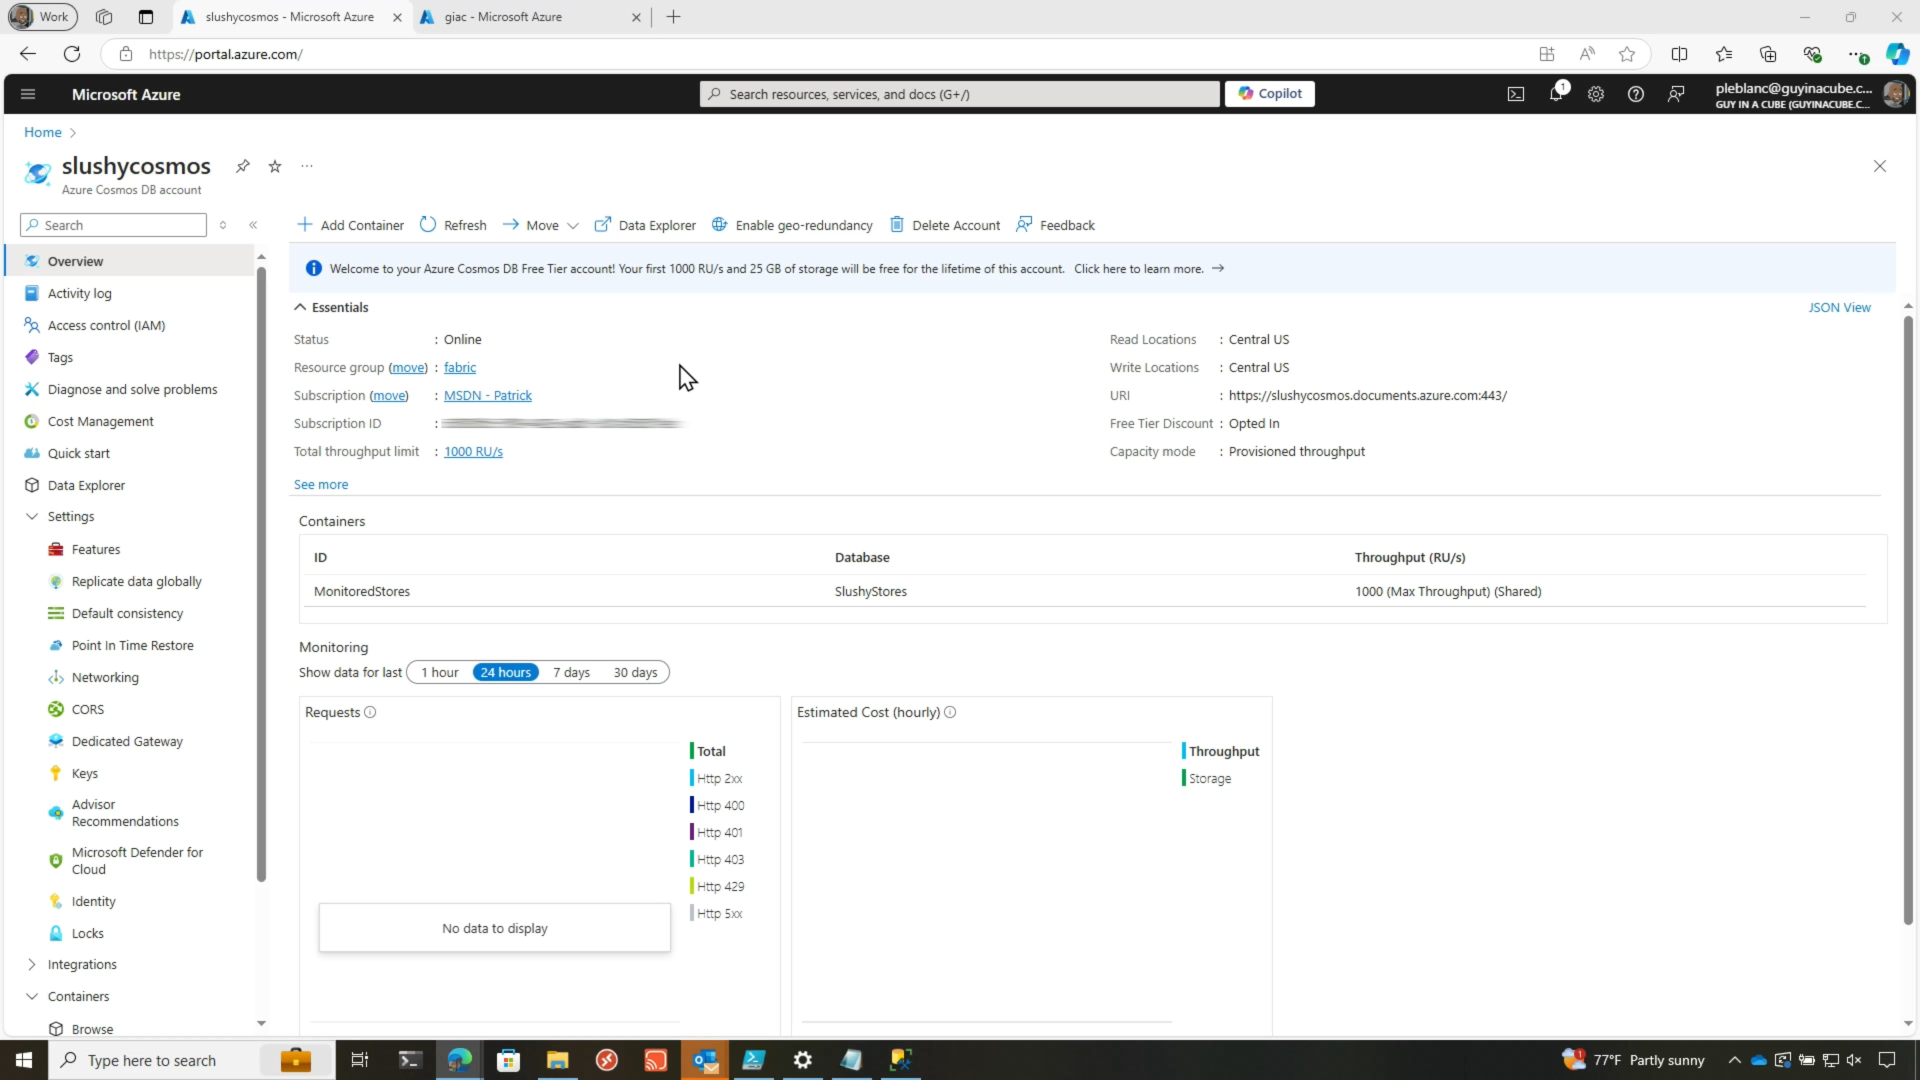 Work
slushycosmos - Microsoft Azure
giac - Microsoft Azure
https://portal.azure.com/
Microsoft Azure
Search resources, services, and docs (G+/)
Copilot
1
pleblanc@guyinacube.c...
GUY IN A CUBE (GUYINACUBE.C...
Home
slushycosmos
Azure Cosmos DB account
Search
Add Container
Refresh
Move
Data Explorer
Enable geo-redundancy
Delete Account
Feedback
Welcome to your Azure Cosmos DB Free Tier account! Your first 1000 RU/s and 25 GB of storage will be free for the lifetime of this account. Click here to learn more. →
Overview
Activity log
Access control (IAM)
Tags
Diagnose and solve problems
Cost Management
Quick start
Data Explorer
Settings
Features
Replicate data globally
Default consistency
Point In Time Restore
Networking
CORS
Dedicated Gateway
Keys
Advisor
Recommendations
Microsoft Defender for
Cloud
Identity
Locks
Integrations
Containers
Browse
Essentials
JSON View
Status : Online
Resource group (move) : fabric
Subscription (move) : MSDN - Patrick
Subscription ID :
Total throughput limit : 1000 RU/s
See more
Read Locations : Central US
Write Locations : Central US
URI : https://slushycosmos.documents.azure.com:443/
Free Tier Discount : Opted In
Capacity mode : Provisioned throughput
Containers
ID Database Throughput (RU/s)
MonitoredStores SlushyStores 1000 (Max Throughput) (Shared)
Monitoring
Show data for last 1 hour 24 hours 7 days 30 days
Requests
Total
Http 2xx
Http 400
Http 401
Http 403
Http 429
Http 5xx
No data to display
Estimated Cost (hourly)
Throughput
Storage
Type here to search
77°F Partly sunny